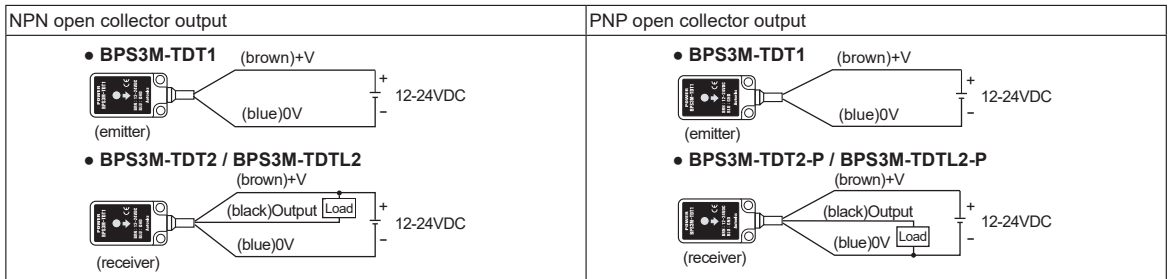 NPN open collector output
● BPS3M-TDT1
(brown)+V
+
12-24VDC
-
(blue)0V
(emitter)
● BPS3M-TDT2 / BPS3M-TDTL2
(brown)+V
(black)Output
Load
+
12-24VDC
-
(blue)0V
(receiver)
PNP open collector output
● BPS3M-TDT1
(brown)+V
+
12-24VDC
-
(blue)0V
(emitter)
● BPS3M-TDT2-P / BPS3M-TDTL2-P
(brown)+V
(black)Output
+
12-24VDC
-
(blue)0V
Load
(receiver)